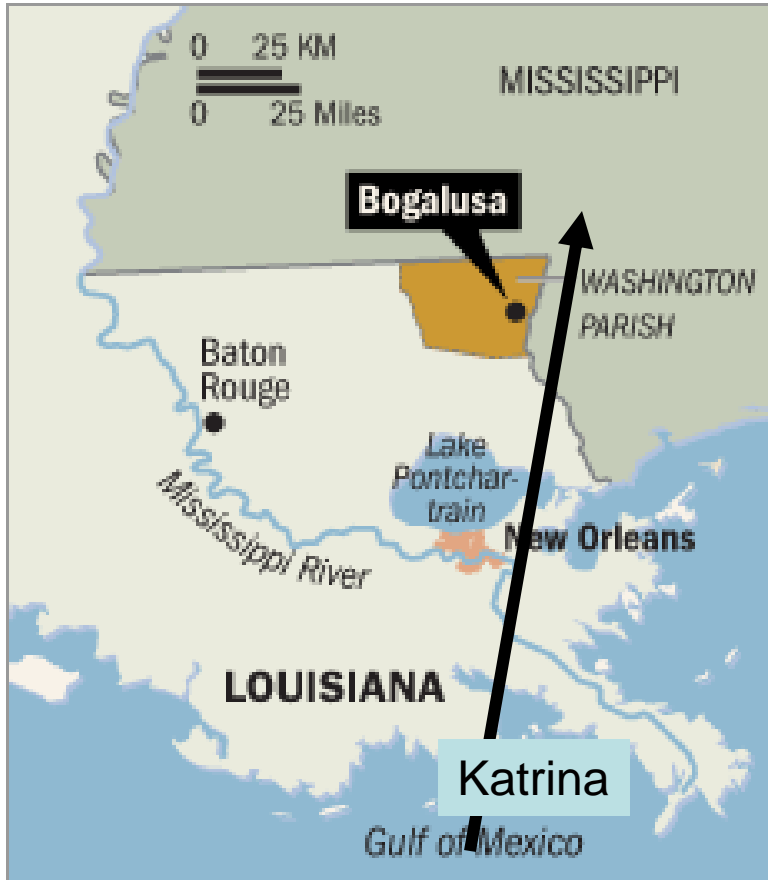 0 25 KM
0 25 Miles
MISSISSIPPI
Bogalusa
WASHINGTON
PARISH
Baton
Rouge
Lake
Pontchar-
train
New Orleans
Mississippi River
LOUISIANA
Katrina
Gulf of Mexico